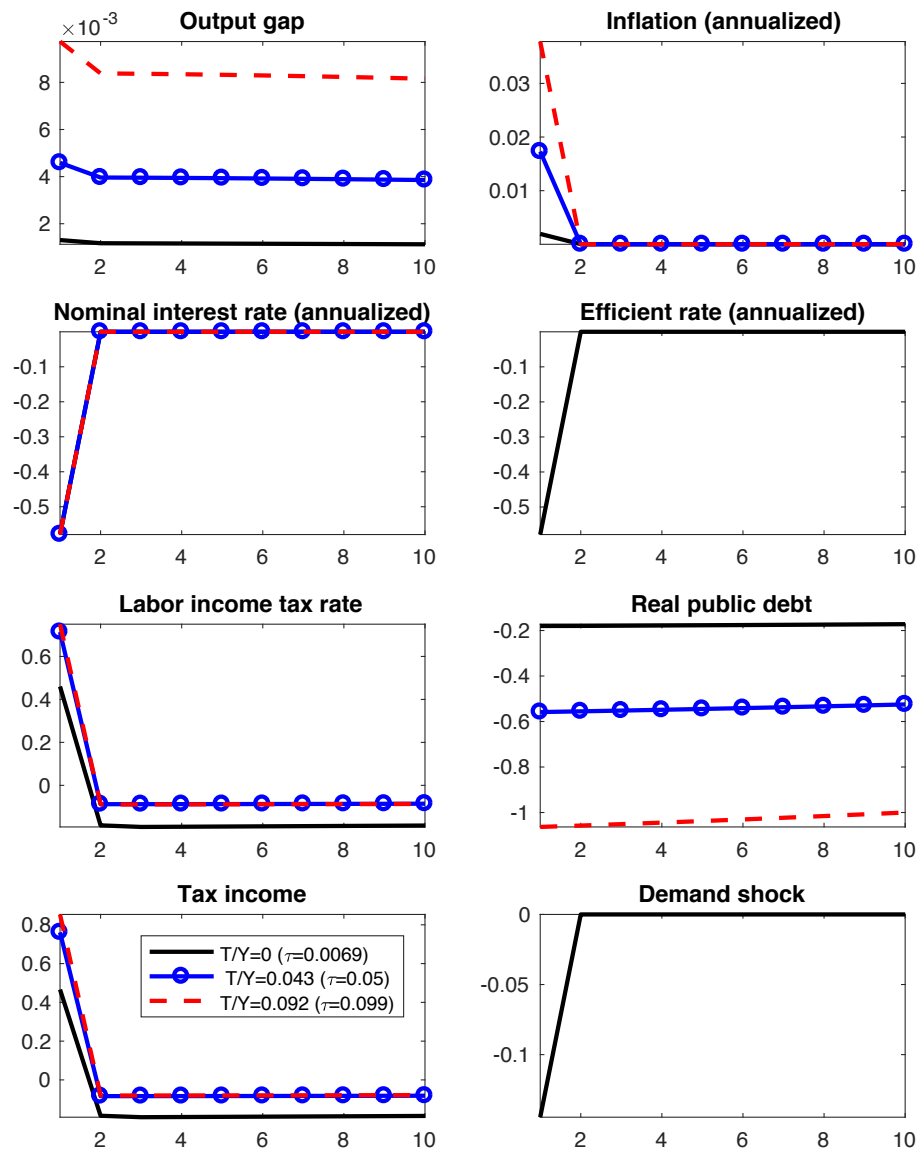 Output gap
×10⁻³
8
6
4
2
2 4 6 8 10
Inflation (annualized)
0.03
0.02
0.01
2 4 6 8 10
Nominal interest rate (annualized)
-0.1
-0.2
-0.3
-0.4
-0.5
2 4 6 8 10
Efficient rate (annualized)
-0.1
-0.2
-0.3
-0.4
-0.5
2 4 6 8 10
Labor income tax rate
0.6
0.4
0.2
0
2 4 6 8 10
Real public debt
-0.2
-0.4
-0.6
-0.8
-1
2 4 6 8 10
Tax income
0.8
0.6
0.4
0.2
0
T/Y=0 (τ=0.0069)
T/Y=0.043 (τ=0.05)
T/Y=0.092 (τ=0.099)
2 4 6 8 10
Demand shock
0
-0.05
-0.1
2 4 6 8 10